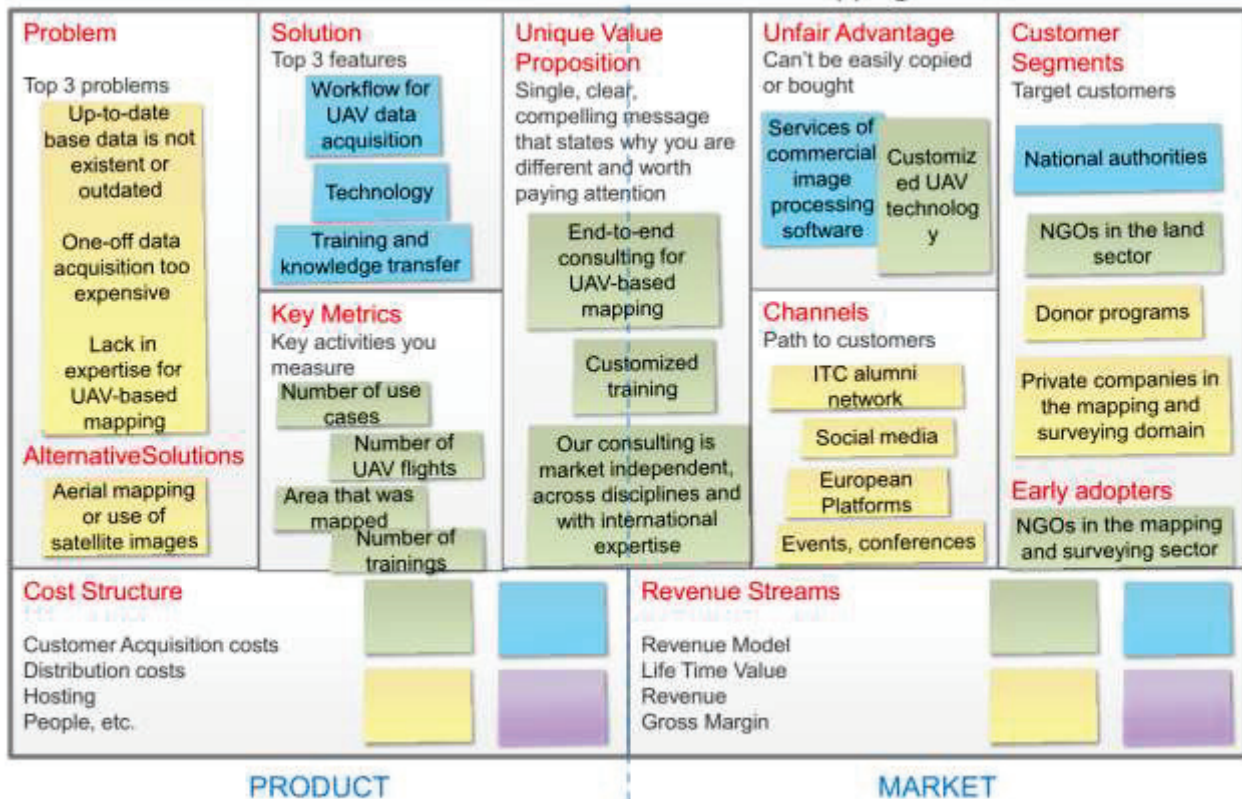 Problem
Top 3 problems
Up-to-date
base data is not
existent or
outdated
One-off data
acquisition too
expensive
Lack in
expertise for
UAV-based
mapping
AlternativeSolutions
Aerial mapping
or use of
satellite images
Solution
Top 3 features
Workflow for
UAV data
acquisition
Technology
Training and
knowledge transfer
Key Metrics
Key activities you
measure
Number of use
cases
Number of
UAV flights
Area that was
mapped
Number of
trainings
Unique Value
Proposition
Single, clear,
compelling message
that states why you are
different and worth
paying attention
End-to-end
consulting for
UAV-based
mapping
Customized
training
Our consulting is
market independent,
across disciplines and
with international
expertise
Unfair Advantage
Can't be easily copied
or bought
Services of
commercial
image
processing
software
Customiz
ed UAV
technolog
y
Channels
Path to customers
ITC alumni
network
Social media
European
Platforms
Events, conferences
Customer
Segments
Target customers
National authorities
NGOs in the land
sector
Donor programs
Private companies in
the mapping and
surveying domain
Early adopters
NGOs in the mapping
and surveying sector
Cost Structure
Customer Acquisition costs
Distribution costs
Hosting
People, etc.
Revenue Streams
Revenue Model
Life Time Value
Revenue
Gross Margin
PRODUCT
MARKET